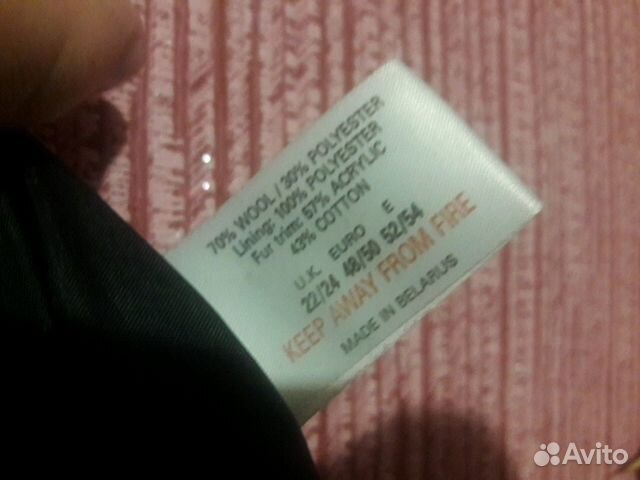 70% WOOL / 30% POLYESTER
Lining: 100% POLYESTER
Fur trim: 57% ACRYLIC
43% COTTON
U.K. EURO E
22/24 48/50 52/54
KEEP AWAY FROM FIRE
MADE IN BELARUS
Avito